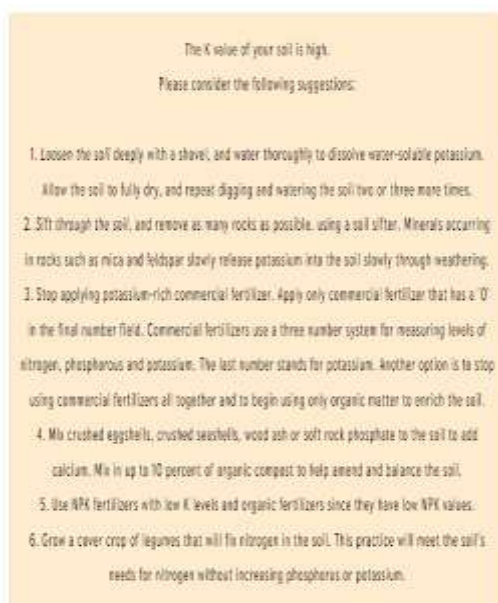 The K value of your soil is high.
Please consider the following suggestions:
1. Loosen the soil deeply with a shovel, and water thoroughly to dissolve water-soluble potassium.
Allow the soil to fully dry, and repeat digging and watering the soil two or three more times.
2. Sift through the soil, and remove as many rocks as possible, using a soil sifter. Minerals occurring
in rocks such as mica and feldspar slowly release potassium into the soil slowly through weathering.
3. Stop applying potassium-rich commercial fertilizer. Apply only commercial fertilizer that has a '0'
in the final number field. Commercial fertilizers use a three number system for measuring levels of
nitrogen, phosphorous and potassium. The last number stands for potassium. Another option is to stop
using commercial fertilizers all together and to begin using only organic matter to enrich the soil.
4. Mix crushed eggshells, crushed seashells, wood ash or soft rock phosphate to the soil to add
calcium. Mix in up to 10 percent of organic compost to help amend and balance the soil.
5. Use NPK fertilizers with low K levels and organic fertilizers since they have low NPK values.
6. Grow a cover crop of legumes that will fix nitrogen in the soil. This practice will meet the soil's
needs for nitrogen without increasing phosphorus or potassium.